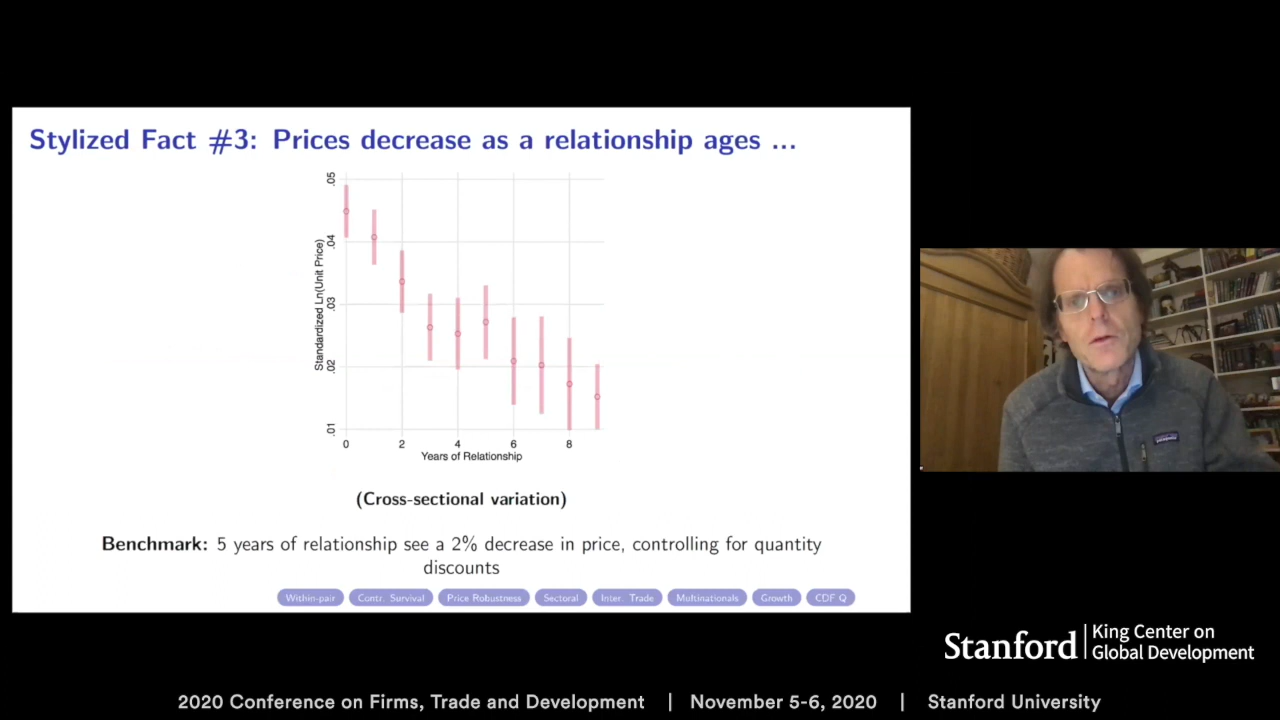 Stylized Fact #3: Prices decrease as a relationship ages ...
.05
.04
.03
.02
.01
Standardized Ln(Unit Price)
0 2 4 6 8
Years of Relationship
(Cross-sectional variation)
Benchmark: 5 years of relationship see a 2% decrease in price, controlling for quantity
discounts
Within-pair Contr. Survival Price Robustness Sectoral Inter. Trade Multinationals Growth CDF Q
patagonia
Stanford
King Center on
Global Development
2020 Conference on Firms, Trade and Development | November 5-6, 2020 | Stanford University